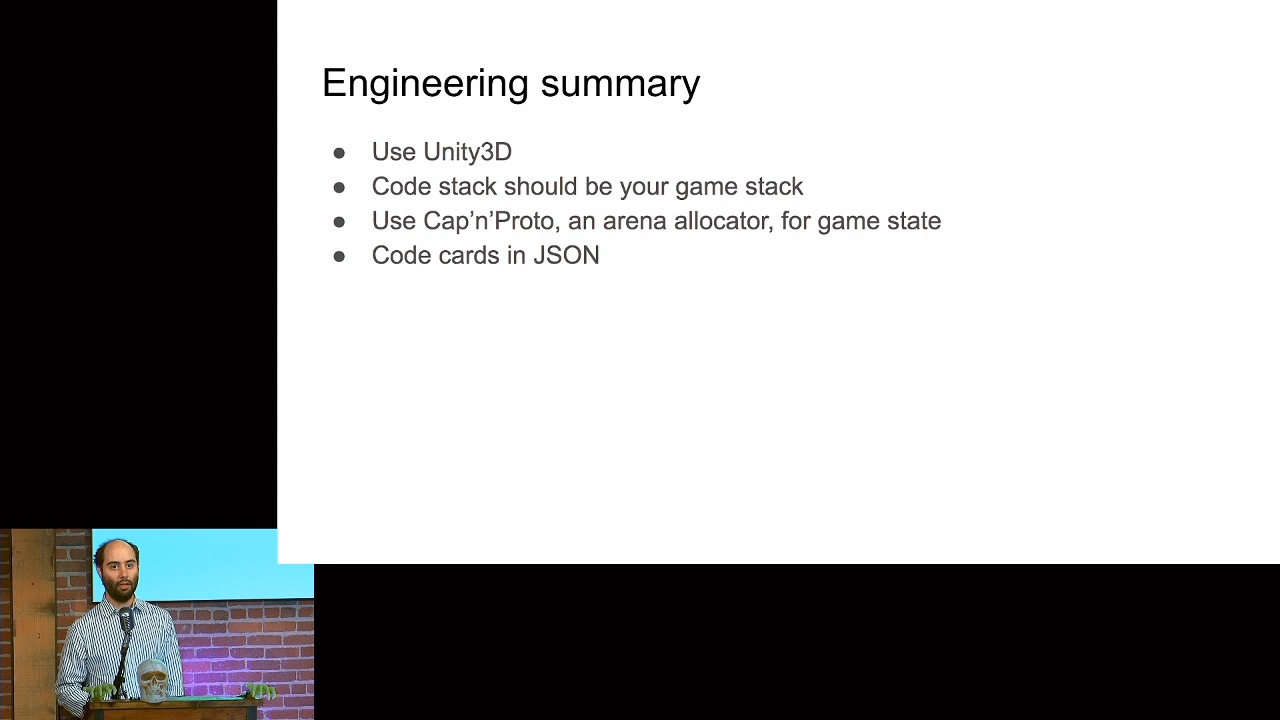 Engineering summary
● Use Unity3D
● Code stack should be your game stack
● Use Cap’n’Proto, an arena allocator, for game state
● Code cards in JSON